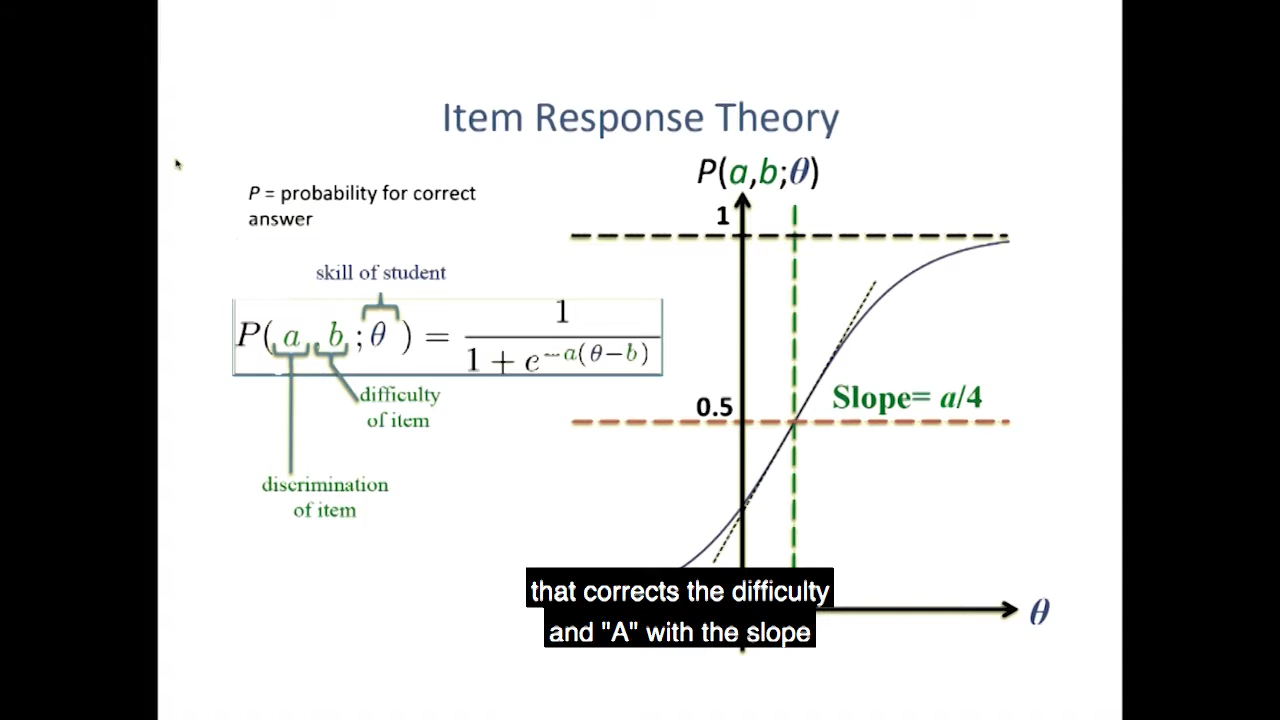 Item Response Theory
P(a,b;θ)
P = probability for correct
answer
1
skill of student
P(a,b;θ) = 1/(1 + e^{-a(θ-b)})
difficulty
of item
0.5
Slope= a/4
discrimination
of item
that corrects the difficulty
and "A" with the slope
θ